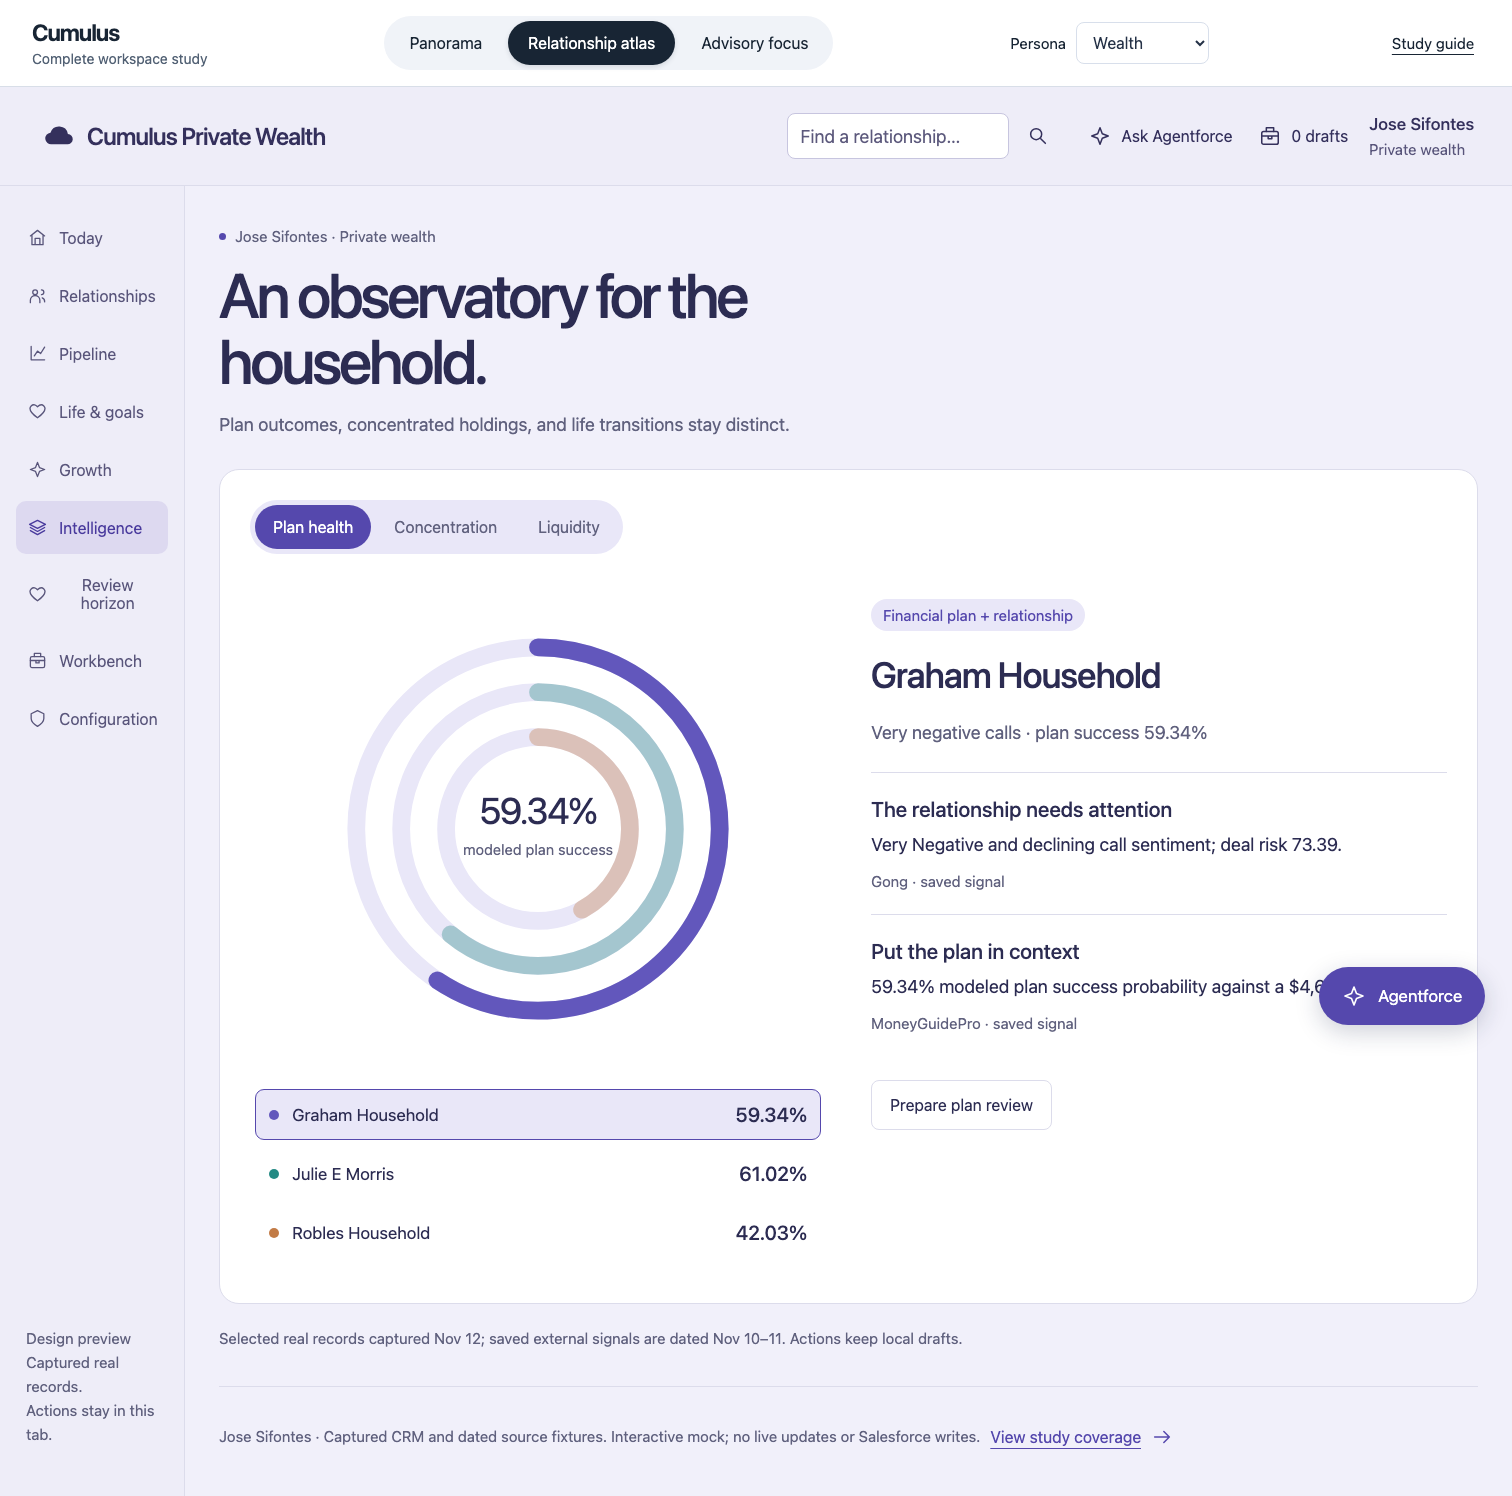 Cumulus
Complete workspace study
Panorama
Relationship atlas
Advisory focus
Persona
Wealth
Study guide
Cumulus Private Wealth
Find a relationship...
Ask Agentforce
0 drafts
Jose Sifontes
Private wealth
Today
Relationships
Pipeline
Life & goals
Growth
Intelligence
Review
horizon
Workbench
Configuration
Design preview
Captured real
records.
Actions stay in this
tab.
Jose Sifontes · Private wealth
An observatory for the
household.
Plan outcomes, concentrated holdings, and life transitions stay distinct.
Plan health
Concentration
Liquidity
59.34%
modeled plan success
Graham Household 59.34%
Julie E Morris 61.02%
Robles Household 42.03%
Financial plan + relationship
Graham Household
Very negative calls · plan success 59.34%
The relationship needs attention
Very Negative and declining call sentiment; deal risk 73.39.
Gong · saved signal
Put the plan in context
59.34% modeled plan success probability against a
Agentforce
MoneyGuidePro · saved signal
Prepare plan review
Selected real records captured Nov 12; saved external signals are dated Nov 10–11. Actions keep local drafts.
Jose Sifontes · Captured CRM and dated source fixtures. Interactive mock; no live updates or Salesforce writes. View study coverage →